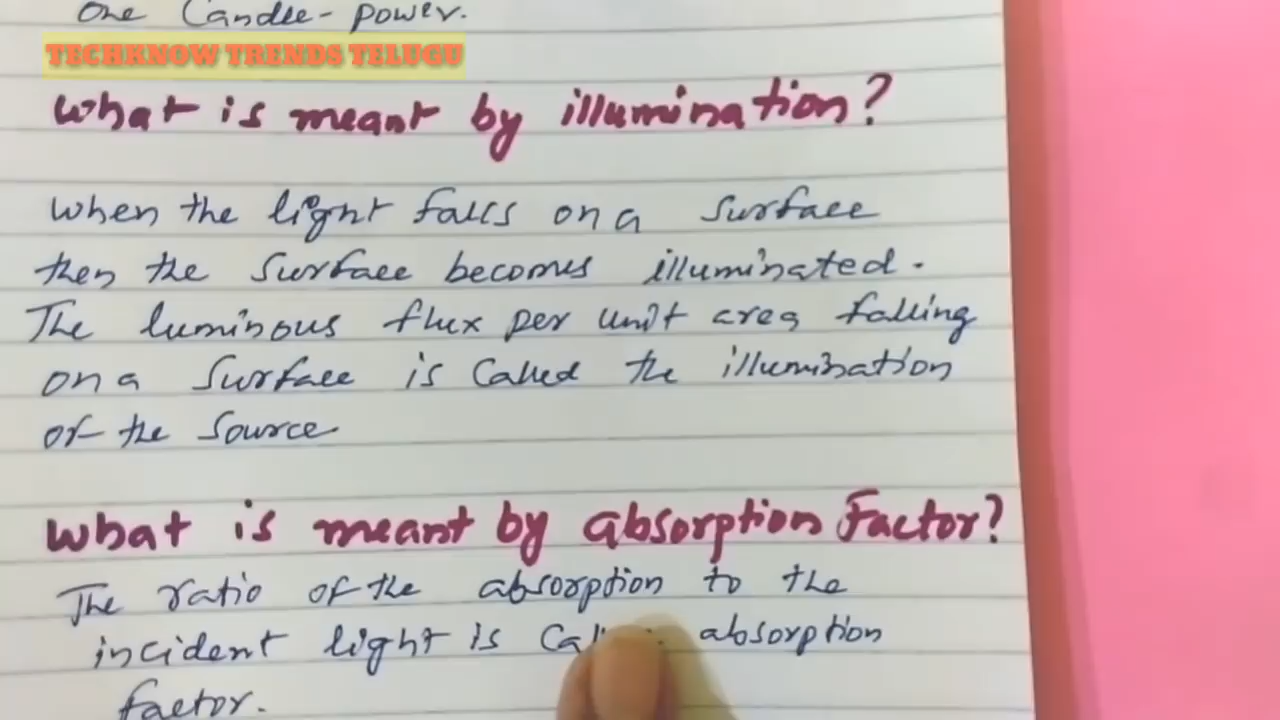 one Candle-power.
TECHKNOW TRENDS TELUGU
What is meant by illumination?
When the light falls on a surface
then the surface becomes illuminated.
The luminous flux per unit area falling
on a surface is called the illumination
of the source
What is meant by absorption factor?
The ratio of the absorption to the
incident light is absorption
factor.